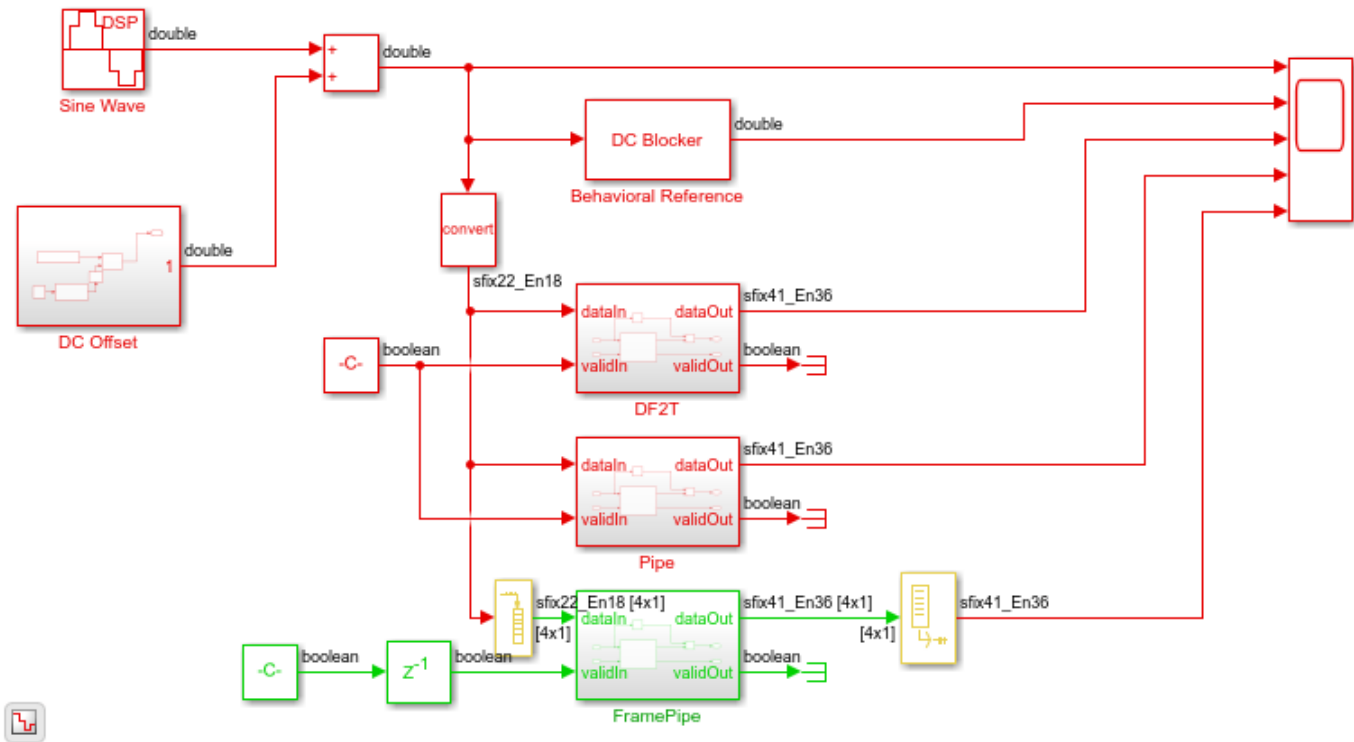 DSP
double
Sine Wave
+
+
double
DC Blocker
double
Behavioral Reference
convert
1
double
DC Offset
sfix22_En18
dataIn
dataOut
sfix41_En36
-C-
boolean
validIn
validOut
boolean
DF2T
dataIn
dataOut
sfix41_En36
validIn
validOut
boolean
Pipe
sfix22_En18 [4x1]
[4x1]
dataIn
dataOut
sfix41_En36 [4x1]
[4x1]
sfix41_En36
-C-
boolean
z-1
boolean
validIn
validOut
boolean
FramePipe